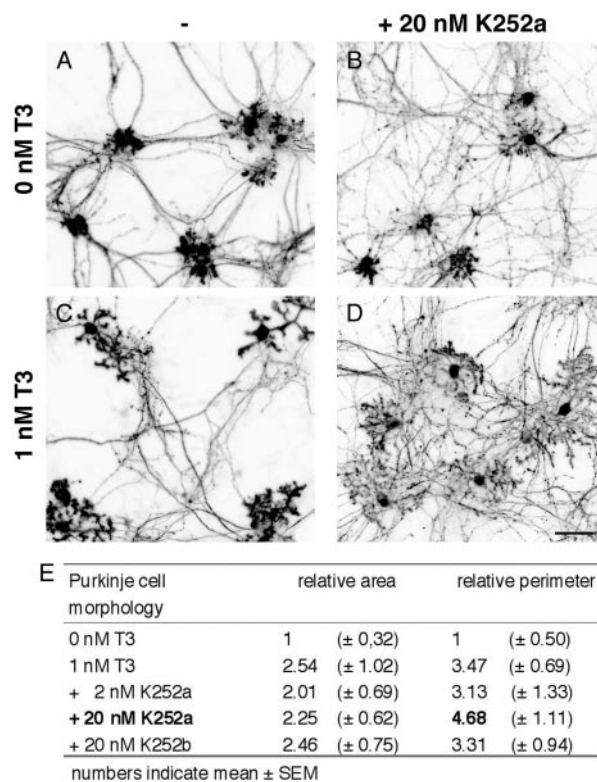 -
+ 20 nM K252a
0 nM T3
A
B
1 nM T3
C
D
E
Purkinje cell morphology relative area relative perimeter
0 nM T3 1 (± 0,32) 1 (± 0.50)
1 nM T3 2.54 (± 1.02) 3.47 (± 0.69)
+ 2 nM K252a 2.01 (± 0.69) 3.13 (± 1.33)
+ 20 nM K252a 2.25 (± 0.62) 4.68 (± 1.11)
+ 20 nM K252b 2.46 (± 0.75) 3.31 (± 0.94)
numbers indicate mean ± SEM